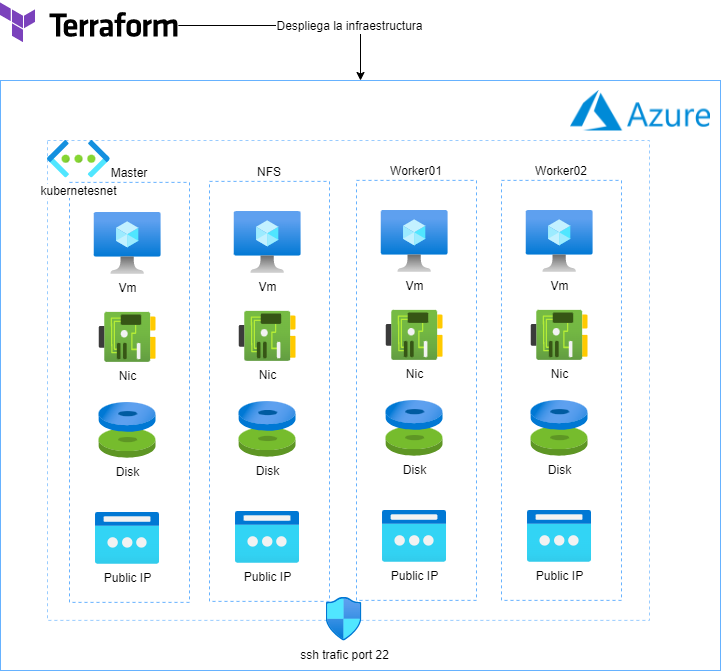 Terraform
Despliega la infraestructura
Azure
kubernetesnet
Master
NFS
Worker01
Worker02
Vm
Vm
Vm
Vm
Nic
Nic
Nic
Nic
Disk
Disk
Disk
Disk
Public IP
Public IP
Public IP
Public IP
ssh trafic port 22